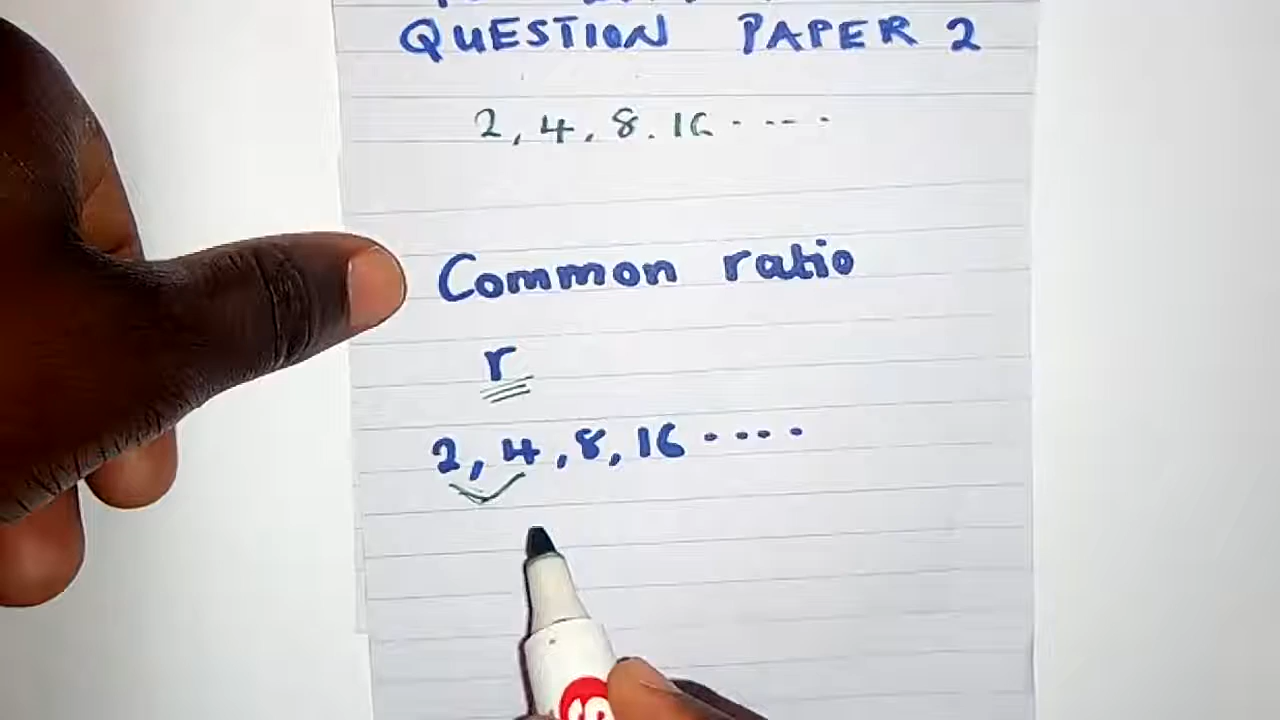 QUESTION PAPER 2
2, 4, 8. 16 ....
Common ratio
r
2, 4, 8, 16 ....
S